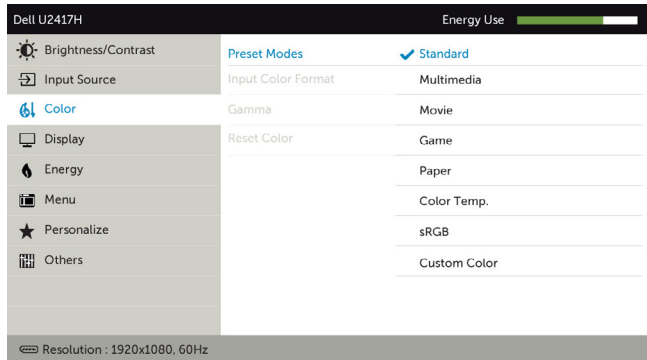 Dell U2417H Energy Use
Brightness/Contrast Preset Modes Standard
Input Source Input Color Format Multimedia
Color Gamma Movie
Display Reset Color Game
Energy Paper
Menu Color Temp.
Personalize sRGB
Others Custom Color
Resolution : 1920x1080, 60Hz